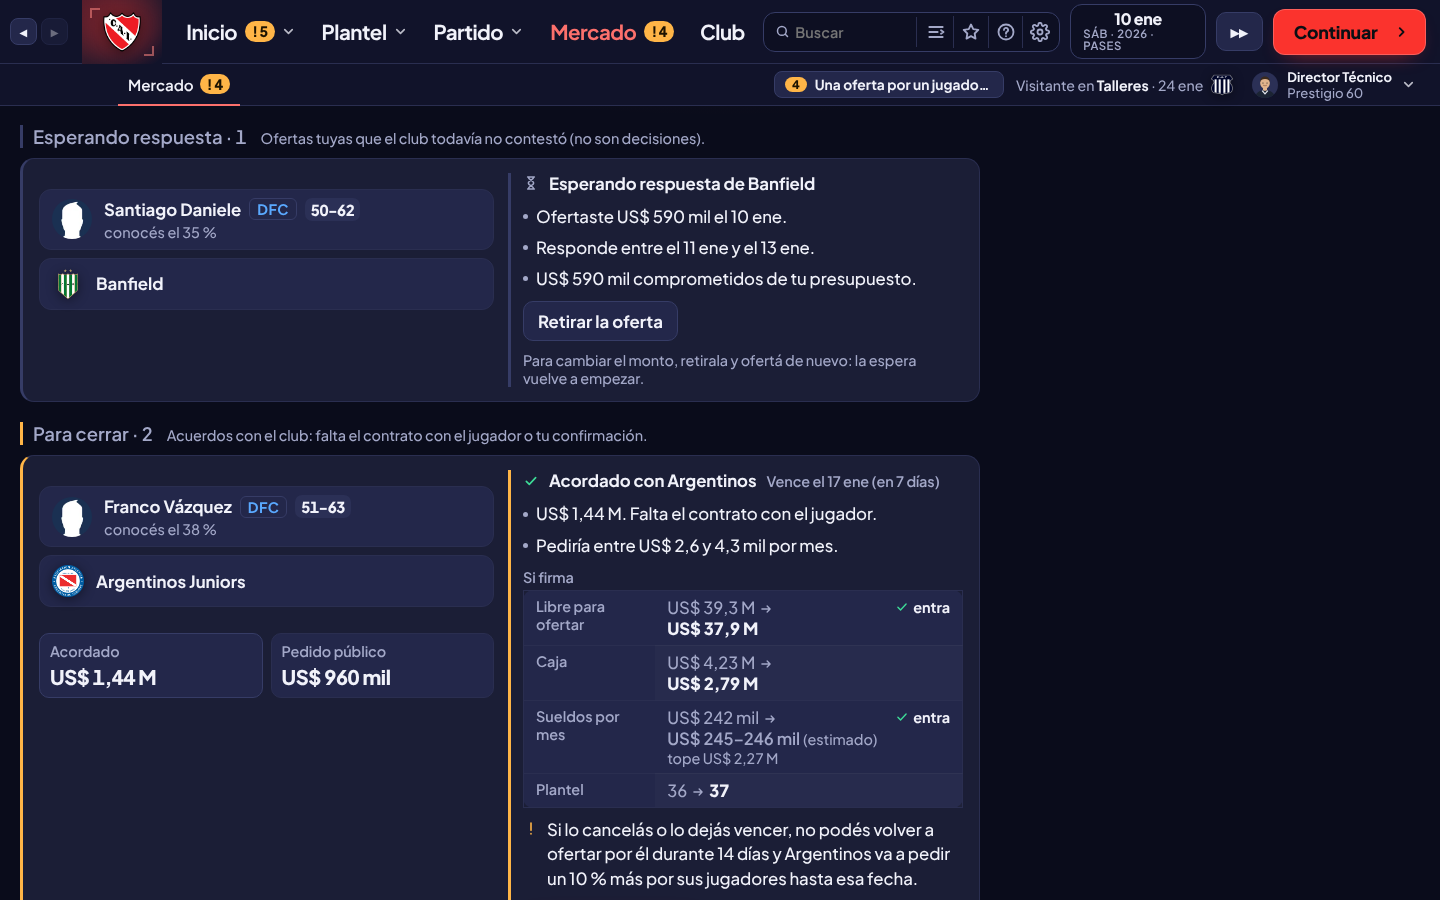 Inicio !5 Plantel Partido Mercado !4 Club
Buscar
10 ene
SÁB · 2026 ·
PASES
Continuar
Mercado !4
4 Una oferta por un jugado...
Visitante en Talleres · 24 ene
Director Técnico
Prestigio 60
Esperando respuesta · 1 Ofertas tuyas que el club todavía no contestó (no son decisiones).
Santiago Daniele DFC 50–62
conocés el 35 %
Banfield
Esperando respuesta de Banfield
• Ofertaste US$ 590 mil el 10 ene.
• Responde entre el 11 ene y el 13 ene.
• US$ 590 mil comprometidos de tu presupuesto.
Retirar la oferta
Para cambiar el monto, retirala y ofertá de nuevo: la espera
vuelve a empezar.
Para cerrar · 2 Acuerdos con el club: falta el contrato con el jugador o tu confirmación.
Franco Vázquez DFC 51–63
conocés el 38 %
Argentinos Juniors
Acordado
US$ 1,44 M
Pedido público
US$ 960 mil
Acordado con Argentinos Vence el 17 ene (en 7 días)
• US$ 1,44 M. Falta el contrato con el jugador.
• Pediría entre US$ 2,6 y 4,3 mil por mes.
Si firma
Libre para
ofertar
US$ 39,3 M →
US$ 37,9 M
✓ entra
Caja
US$ 4,23 M →
US$ 2,79 M
Sueldos por
mes
US$ 242 mil →
US$ 245–246 mil (estimado)
tope US$ 2,27 M
✓ entra
Plantel
36 → 37
! Si lo cancelás o lo dejás vencer, no podés volver a
ofertar por él durante 14 días y Argentinos va a pedir
un 10 % más por sus jugadores hasta esa fecha.